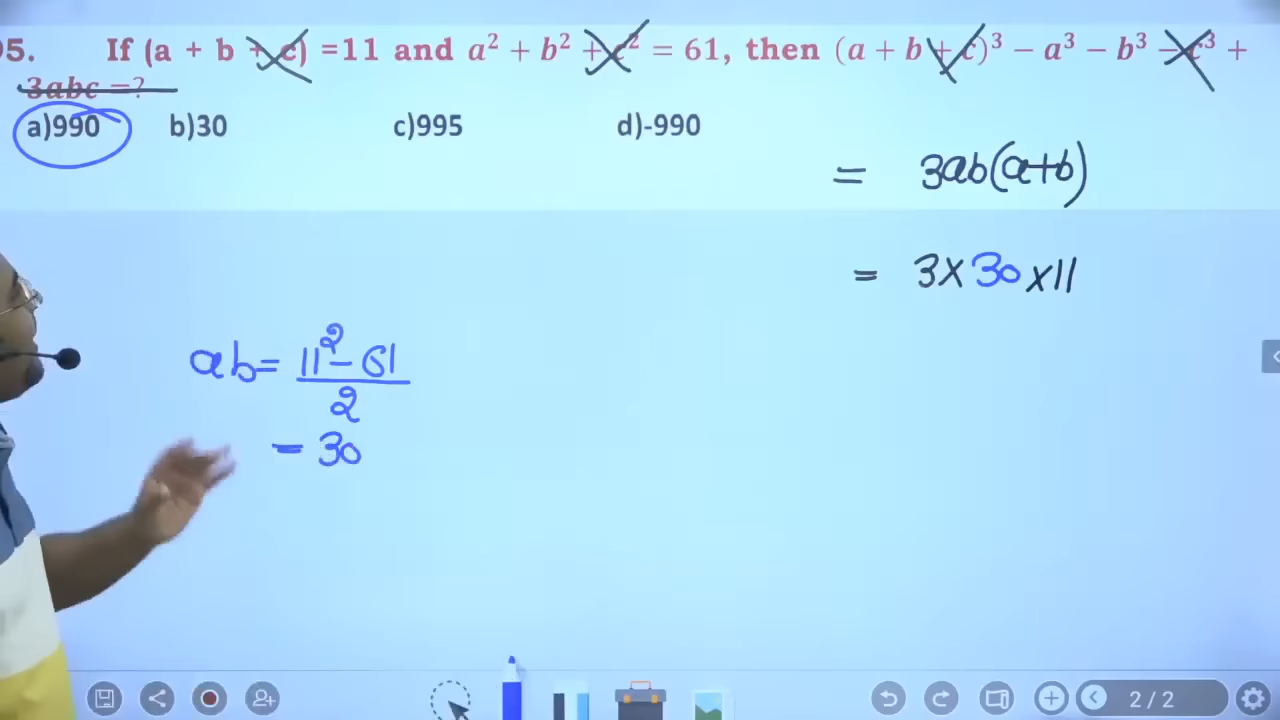 05. If (a + b + c) =11 and a² + b² + c² = 61, then (a + b + c)³ − a³ − b³ − c³ +
3abc =?
a)990 b)30 c)995 d)-990
= 3ab(a+b)
= 3×30×11
ab = 11² − 61
2
= 30
2 / 2